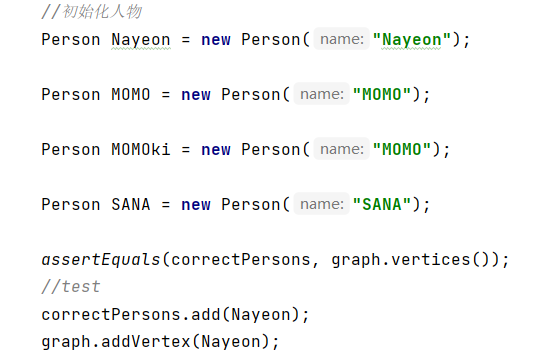 //初始化人物
Person Nayeon = new Person( name: "Nayeon");
Person MOMO = new Person( name: "MOMO");
Person MOMOki = new Person( name: "MOMO");
Person SANA = new Person( name: "SANA");
assertEquals(correctPersons, graph.vertices());
//test
correctPersons.add(Nayeon);
graph.addVertex(Nayeon);